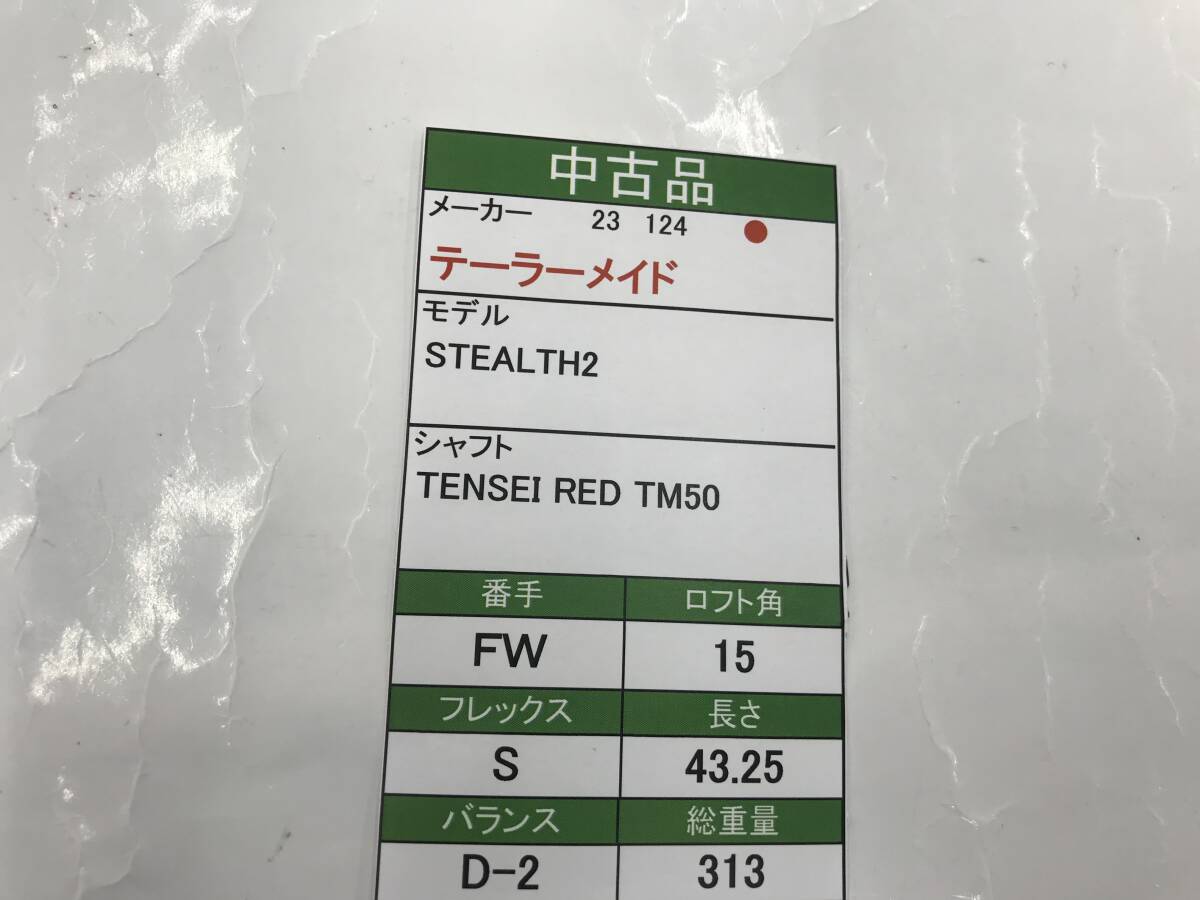 中古品
メーカー 23 124 ●
テーラーメイド
モデル
STEALTH2
シャフト
TENSEI RED TM50
番手 ロフト角
FW 15
フレックス 長さ
S 43.25
バランス 総重量
D-2 313